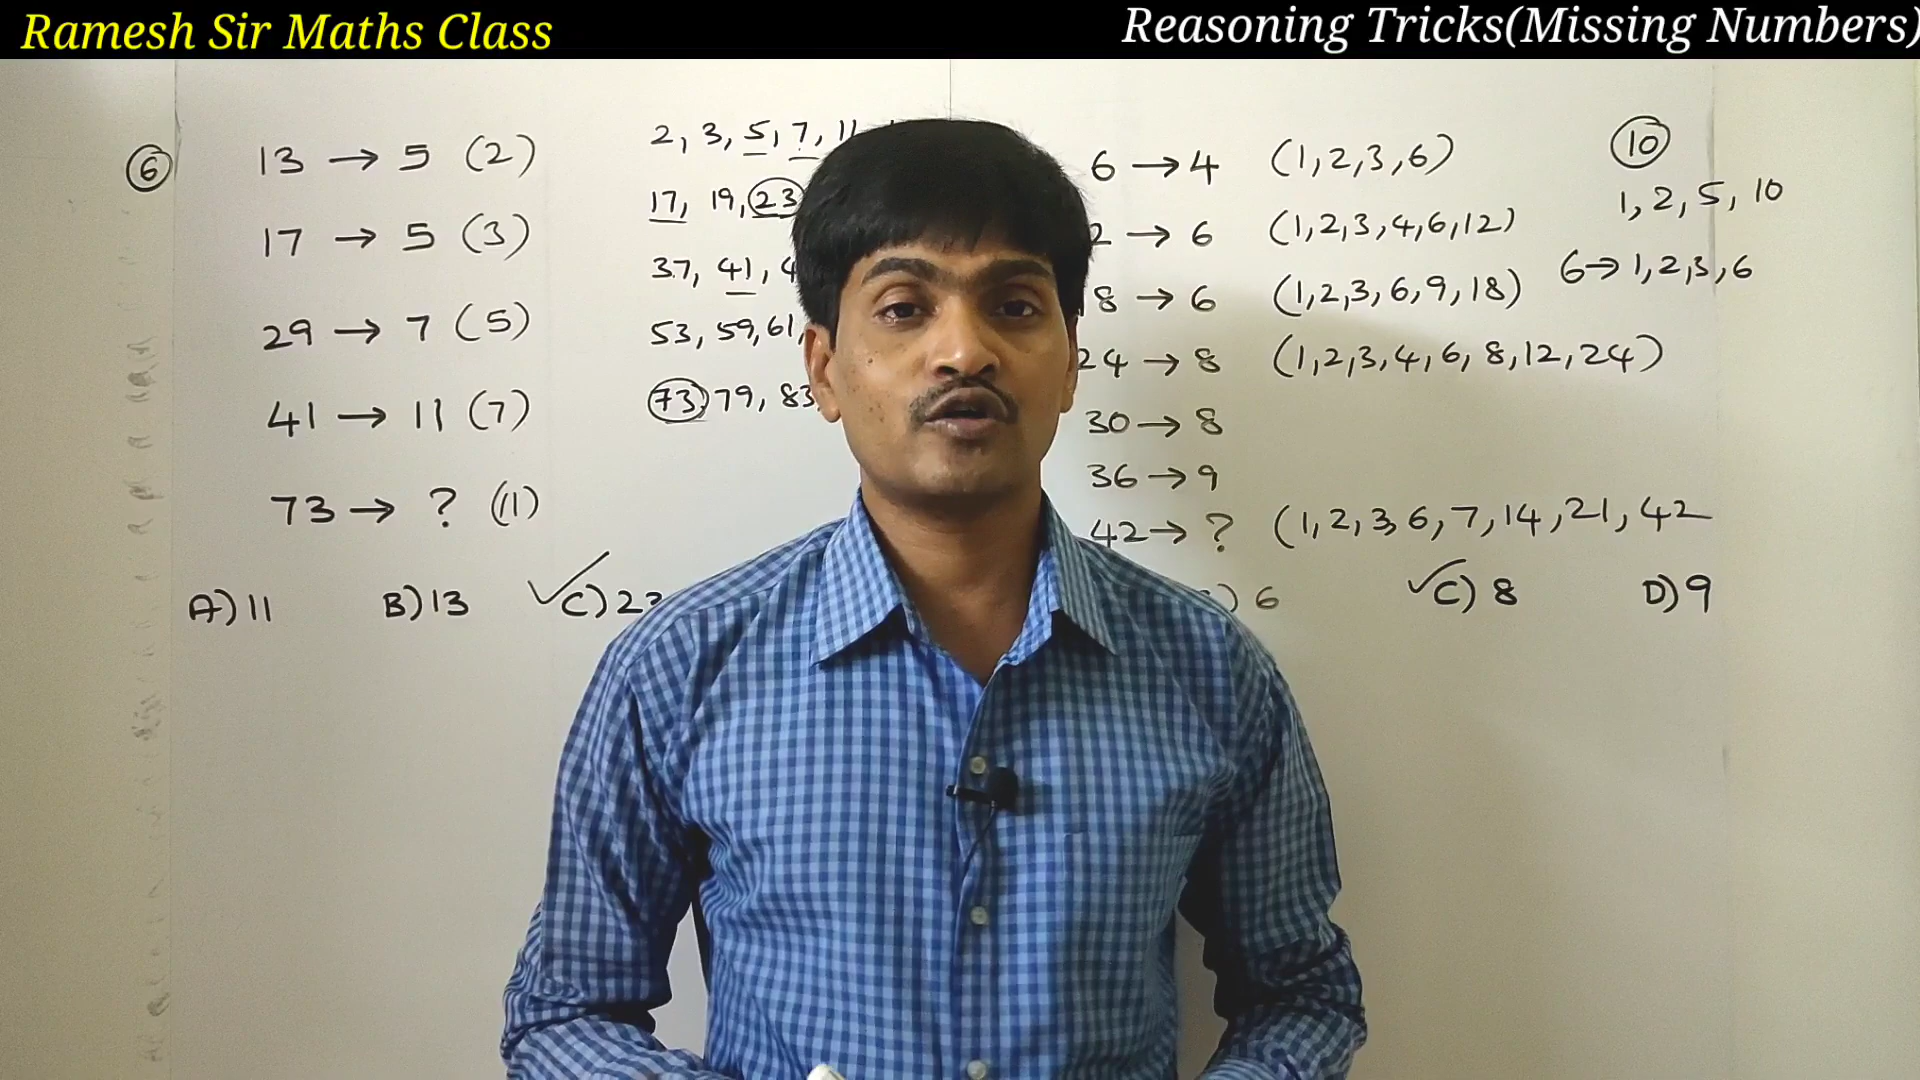 Ramesh Sir Maths Class
Reasoning Tricks(Missing Numbers)
6
13 → 5 (2)
17 → 5 (3)
29 → 7 (5)
41 → 11 (7)
73 → ? (11)
A) 11 B) 13 ✓C) 23
2, 3, 5, 7, 11,
17, 19, 23
37, 41, 4
53, 59, 61,
73, 79, 83
6 → 4 (1,2,3,6)
2 → 6 (1,2,3,4,6,12)
18 → 6 (1,2,3,6,9,18)
24 → 8 (1,2,3,4,6,8,12,24)
30 → 8
36 → 9
42 → ? (1,2,3,6,7,14,21,42
) 6 ✓C) 8 D) 9
10
1, 2, 5, 10
6 → 1,2,3,6